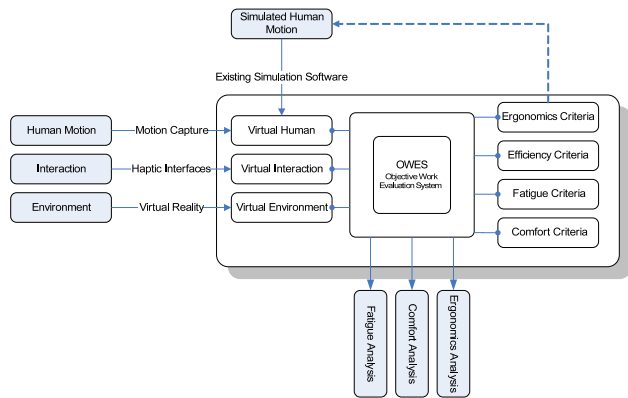 Simulated Human
Motion
Existing Simulation Software
Human Motion
Motion Capture
Virtual Human
Interaction
Haptic Interfaces
Virtual Interaction
Environment
Virtual Reality
Virtual Environment
OWES
Objective Work
Evaluation System
Ergonomics Criteria
Efficiency Criteria
Fatigue Criteria
Comfort Criteria
Fatigue Analysis
Comfort Analysis
Ergonomics Analysis